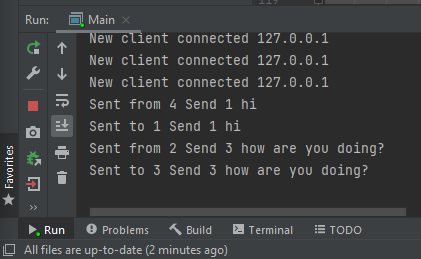 119
Run: Main
New client connected 127.0.0.1
New client connected 127.0.0.1
New client connected 127.0.0.1
Sent from 4 Send 1 hi
Sent to 1 Send 1 hi
Sent from 2 Send 3 how are you doing?
Sent to 3 Send 3 how are you doing?
Favorites
Run Problems Build Terminal TODO
All files are up-to-date (2 minutes ago)